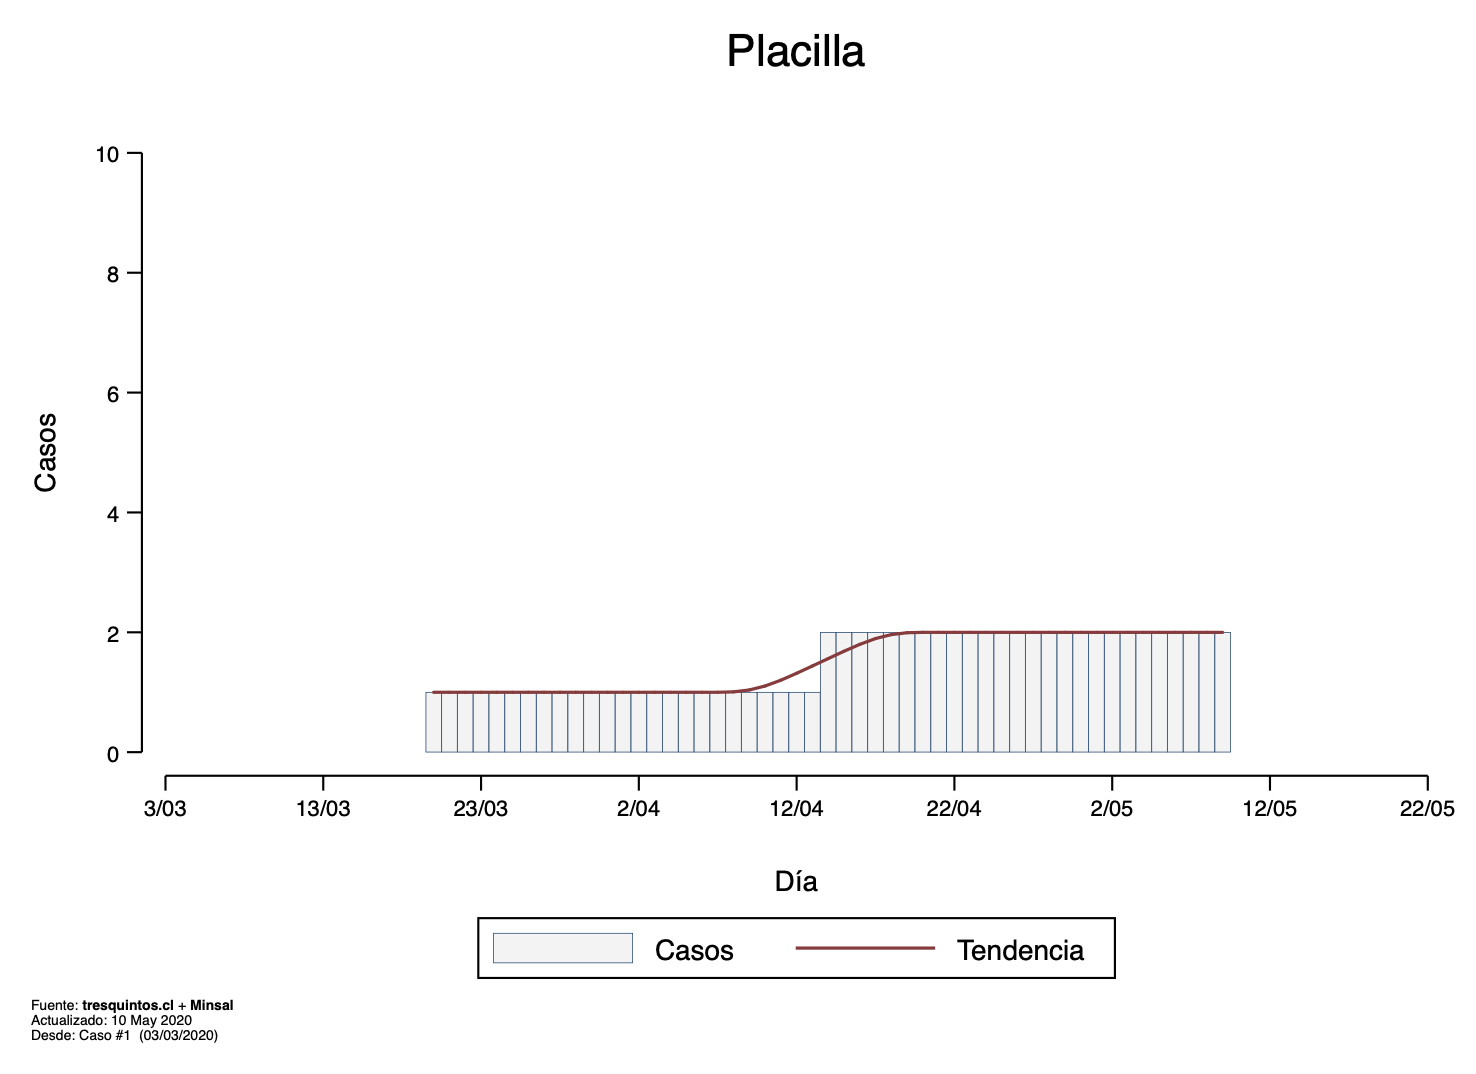 Placilla
10
8
6
4
2
0
Casos
3/03 13/03 23/03 2/04 12/04 22/04 2/05 12/05 22/05
Día
Casos Tendencia
Fuente: tresquintos.cl + Minsal
Actualizado: 10 May 2020
Desde: Caso #1 (03/03/2020)